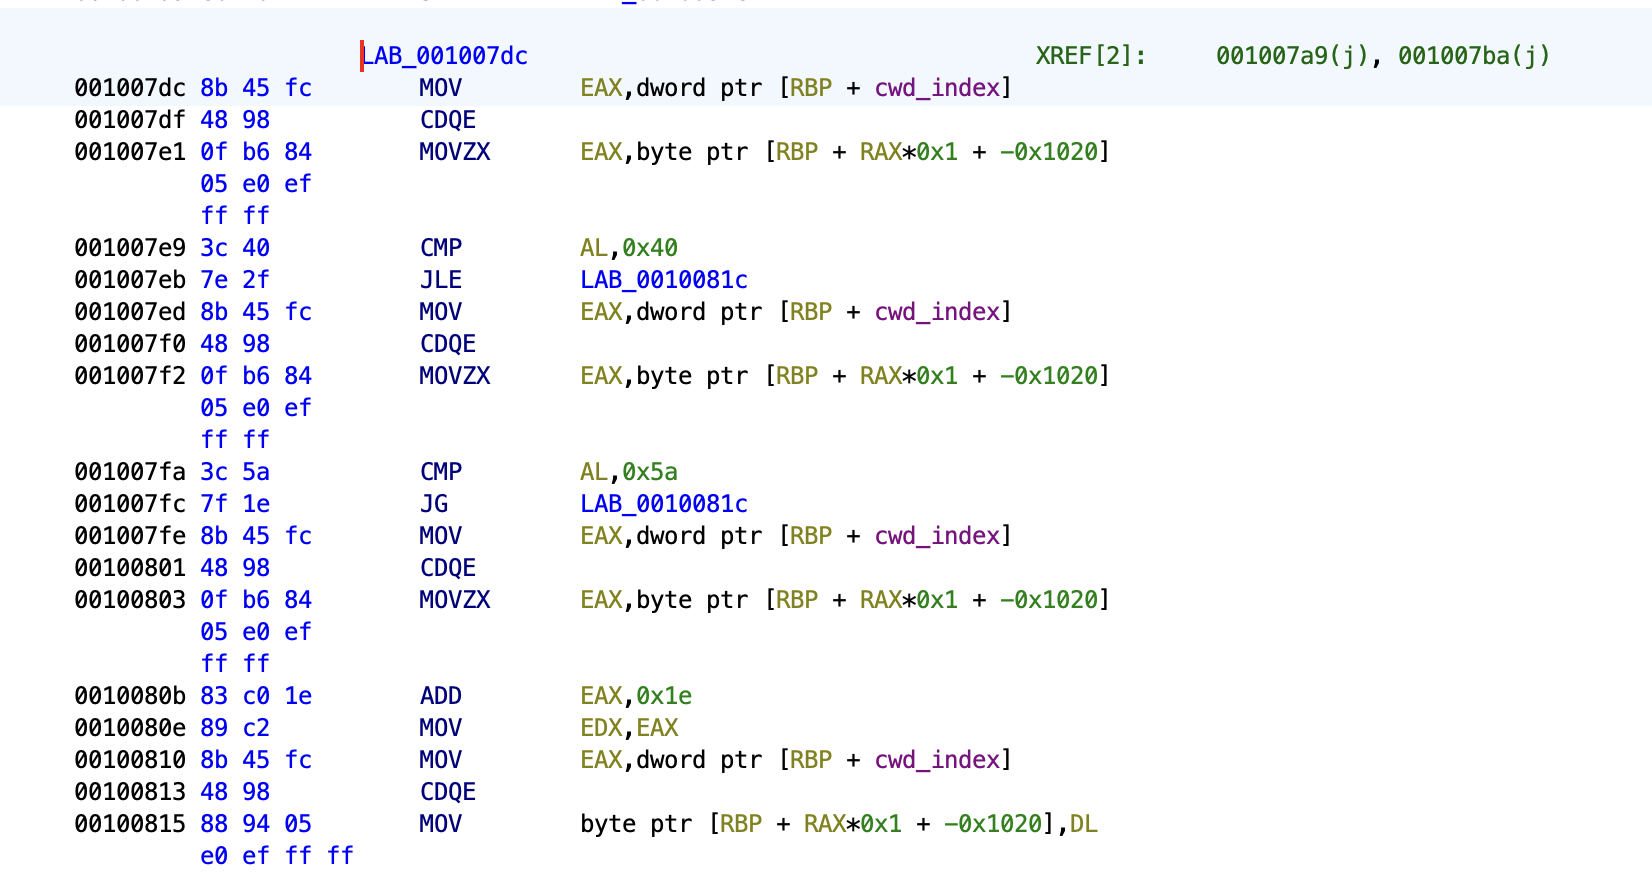 LAB_001007dc XREF[2]: 001007a9(j), 001007ba(j)
001007dc 8b 45 fc MOV EAX,dword ptr [RBP + cwd_index]
001007df 48 98 CDQE
001007e1 0f b6 84 MOVZX EAX,byte ptr [RBP + RAX*0x1 + -0x1020]
05 e0 ef
ff ff
001007e9 3c 40 CMP AL,0x40
001007eb 7e 2f JLE LAB_0010081c
001007ed 8b 45 fc MOV EAX,dword ptr [RBP + cwd_index]
001007f0 48 98 CDQE
001007f2 0f b6 84 MOVZX EAX,byte ptr [RBP + RAX*0x1 + -0x1020]
05 e0 ef
ff ff
001007fa 3c 5a CMP AL,0x5a
001007fc 7f 1e JG LAB_0010081c
001007fe 8b 45 fc MOV EAX,dword ptr [RBP + cwd_index]
00100801 48 98 CDQE
00100803 0f b6 84 MOVZX EAX,byte ptr [RBP + RAX*0x1 + -0x1020]
05 e0 ef
ff ff
0010080b 83 c0 1e ADD EAX,0x1e
0010080e 89 c2 MOV EDX,EAX
00100810 8b 45 fc MOV EAX,dword ptr [RBP + cwd_index]
00100813 48 98 CDQE
00100815 88 94 05 MOV byte ptr [RBP + RAX*0x1 + -0x1020],DL
e0 ef ff ff